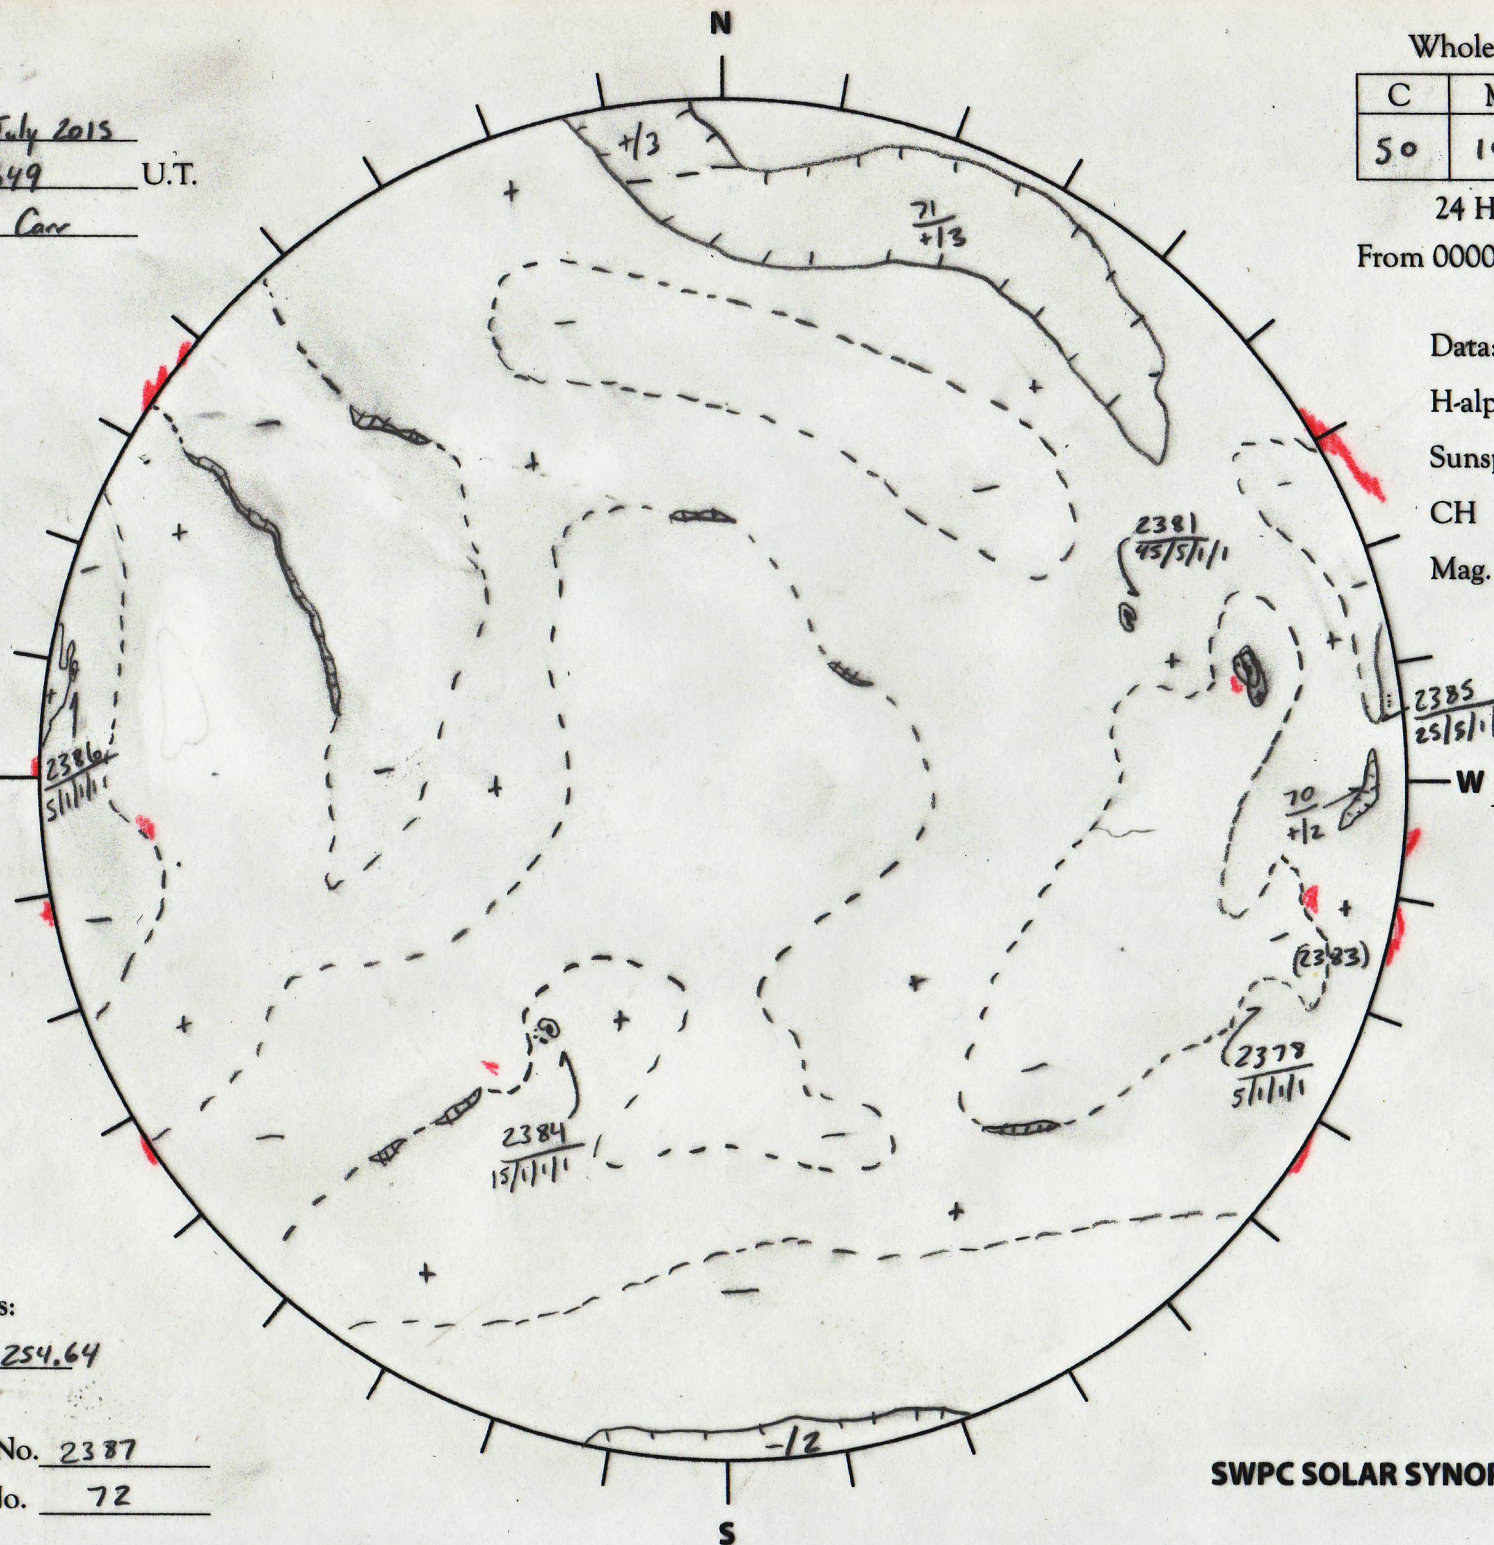 N
Whole
C
50
July 2015
549 U.T.
Carr
24 H
From 0000
+/3
71
+/3
Data:
H-alp
Suns
CH
Mag.
2381
45/5/1/1
2385
25/5/1/
2386
5/1/1/1
W
70
+/2
(2383)
2378
5/1/1/1
2384
15/1/1/1
s:
254.64
No. 2387
No. 72
-/2
SWPC SOLAR SYNOP
S